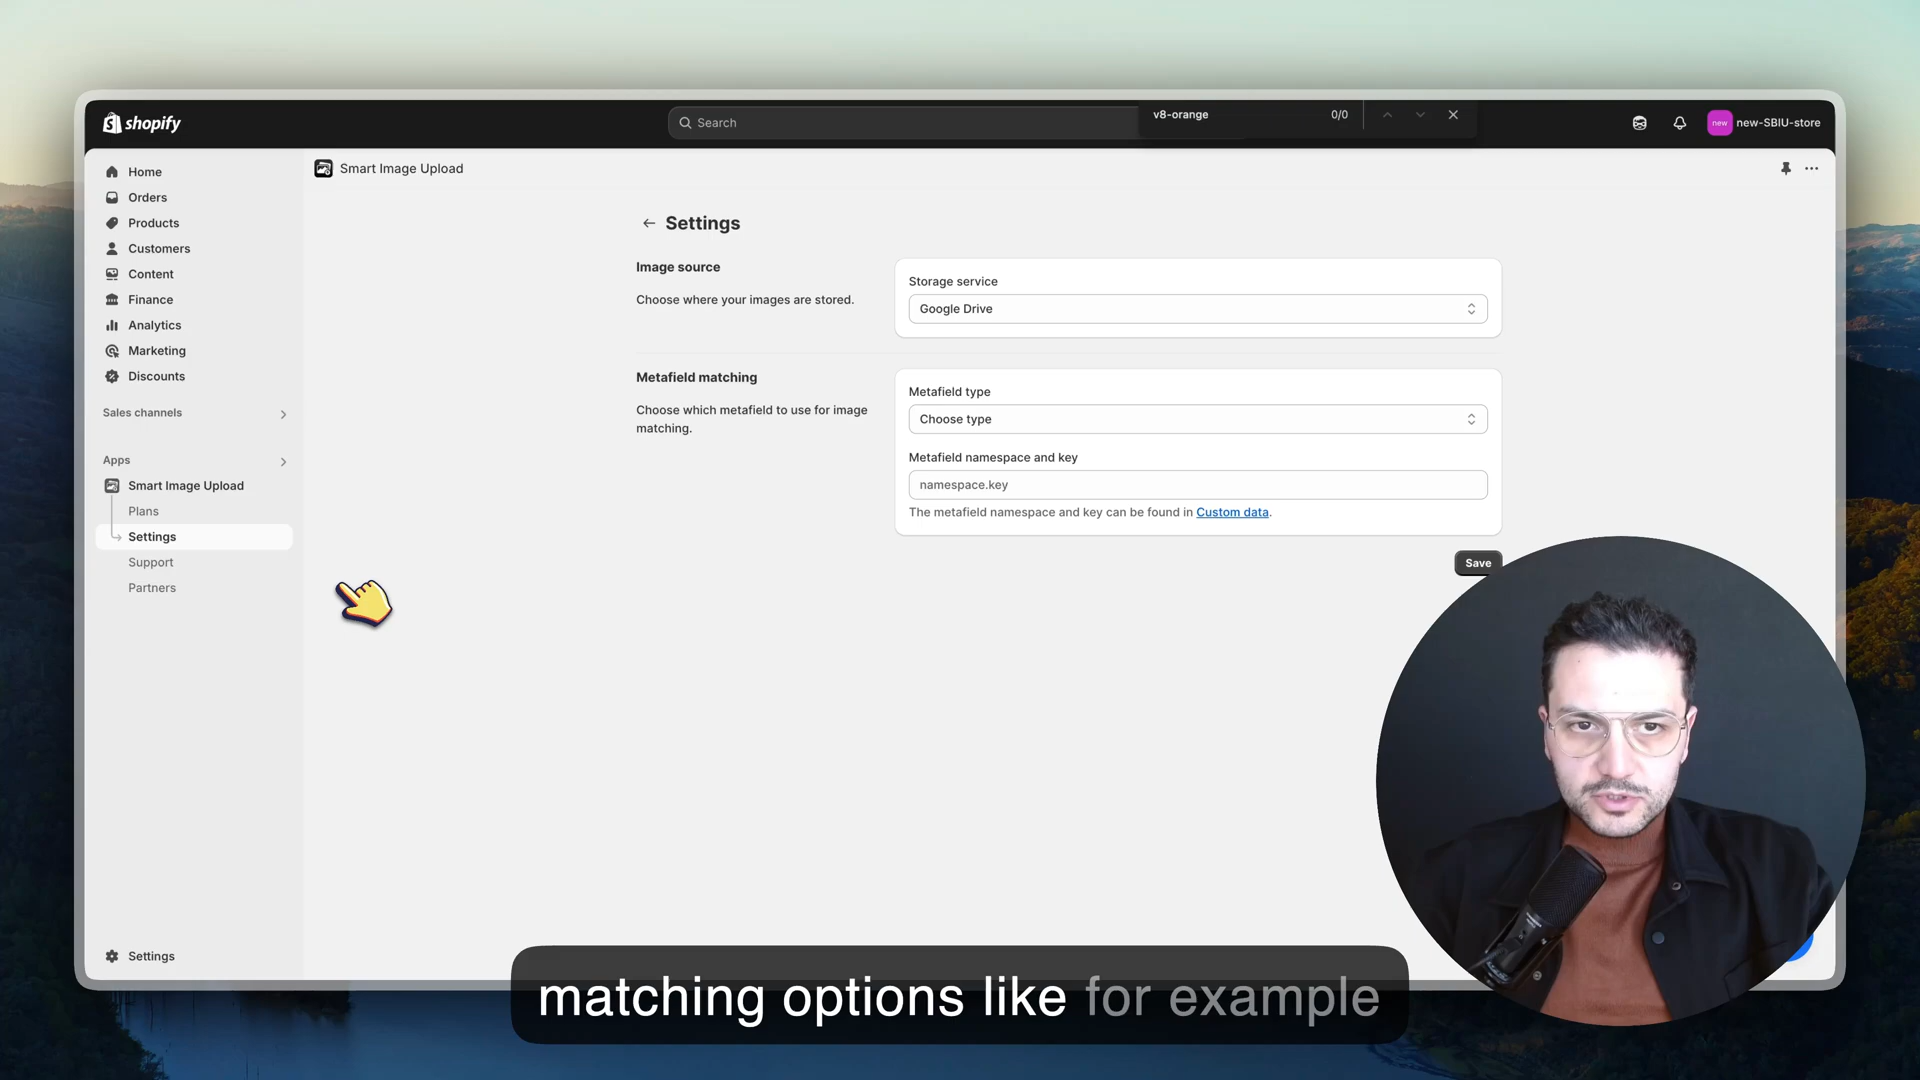 shopify
Search
v8-orange
0/0
new
new-SBIU-store
Home
Orders
Products
Customers
Content
Finance
Analytics
Marketing
Discounts
Sales channels
Apps
Smart Image Upload
Plans
Settings
Support
Partners
Settings
Smart Image Upload
Settings
Image source
Choose where your images are stored.
Storage service
Google Drive
Metafield matching
Choose which metafield to use for image
matching.
Metafield type
Choose type
Metafield namespace and key
namespace.key
The metafield namespace and key can be found in Custom data.
Save
matching options like for example